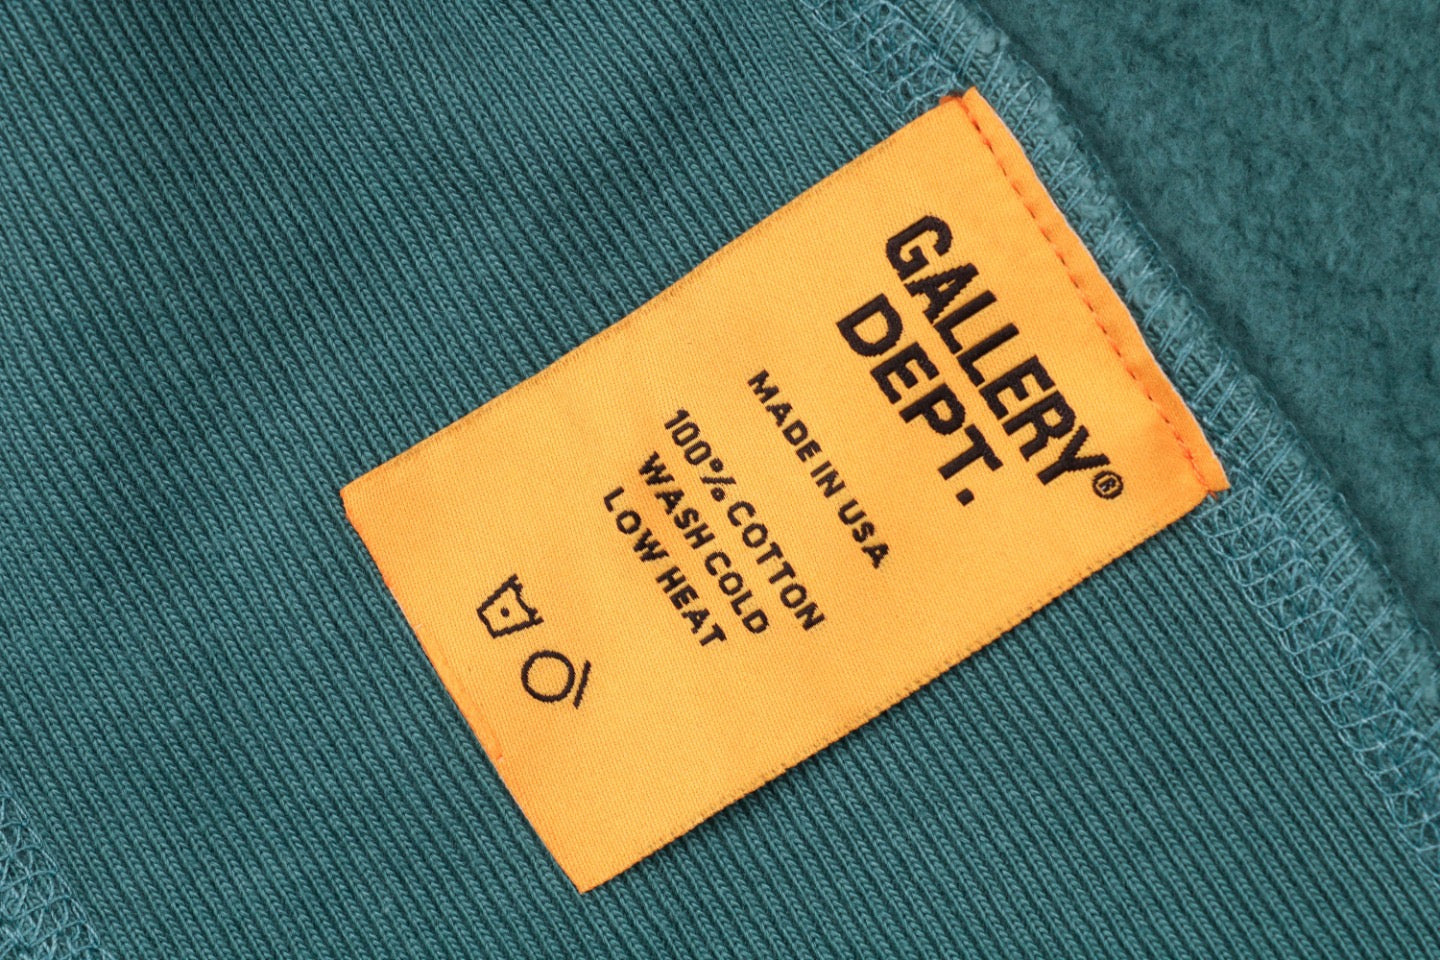 GALLERY®
DEPT.
MADE IN USA
100% COTTON
WASH COLD
LOW HEAT